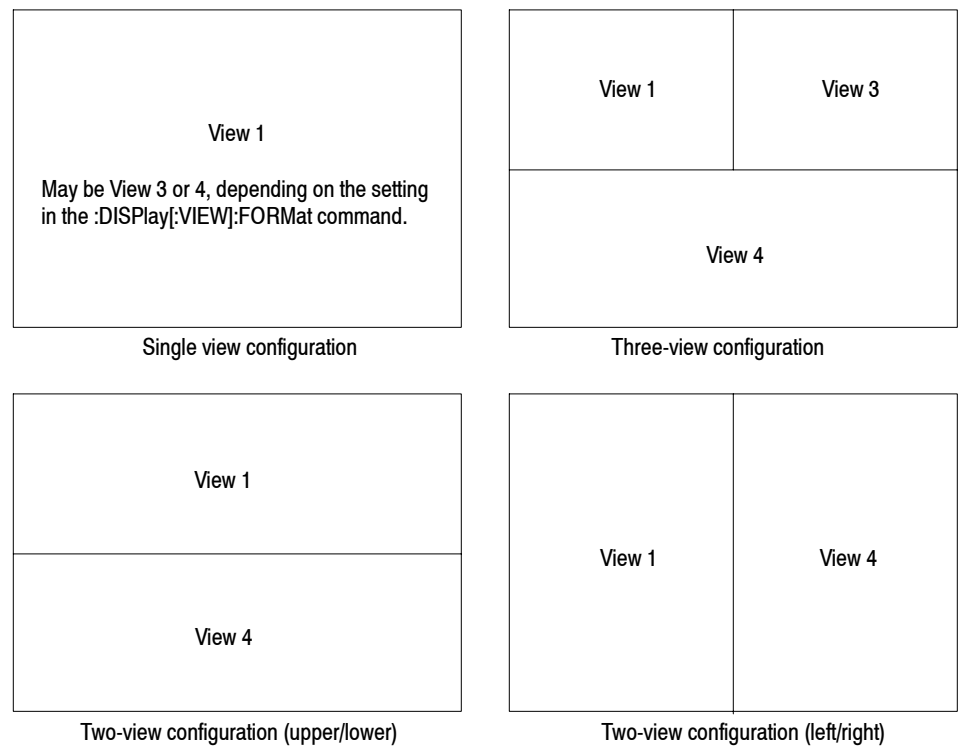 View 1
May be View 3 or 4, depending on the setting
in the :DISPlay[:VIEW]:FORMat command.
Single view configuration
View 1
View 3
View 4
Three-view configuration
View 1
View 4
Two-view configuration (upper/lower)
View 1
View 4
Two-view configuration (left/right)